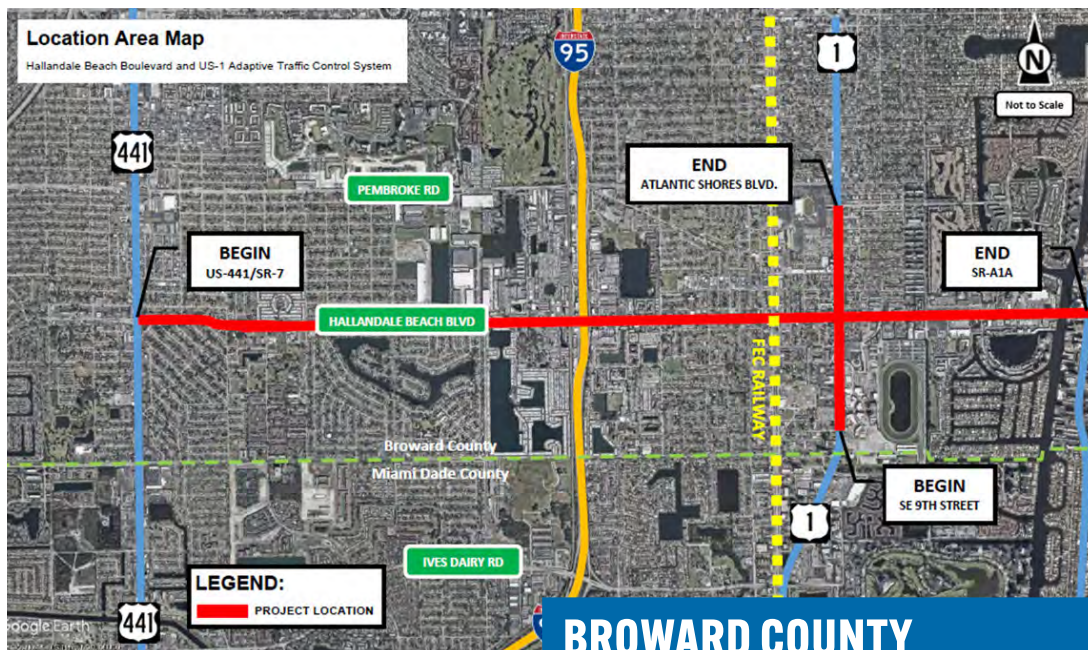 Location Area Map
Hallandale Beach Boulevard and US-1 Adaptive Traffic Control System
INTERSTATE
95
1
N
Not to Scale
441
END
ATLANTIC SHORES BLVD.
PEMBROKE RD
BEGIN
US-441/SR-7
END
SR-A1A
HALLANDALE BEACH BLVD
FEC RAILWAY
Broward County
Miami Dade County
BEGIN
SE 9TH STREET
1
IVES DAIRY RD
LEGEND:
PROJECT LOCATION
441
oogle Earth
BROWARD COUNTY